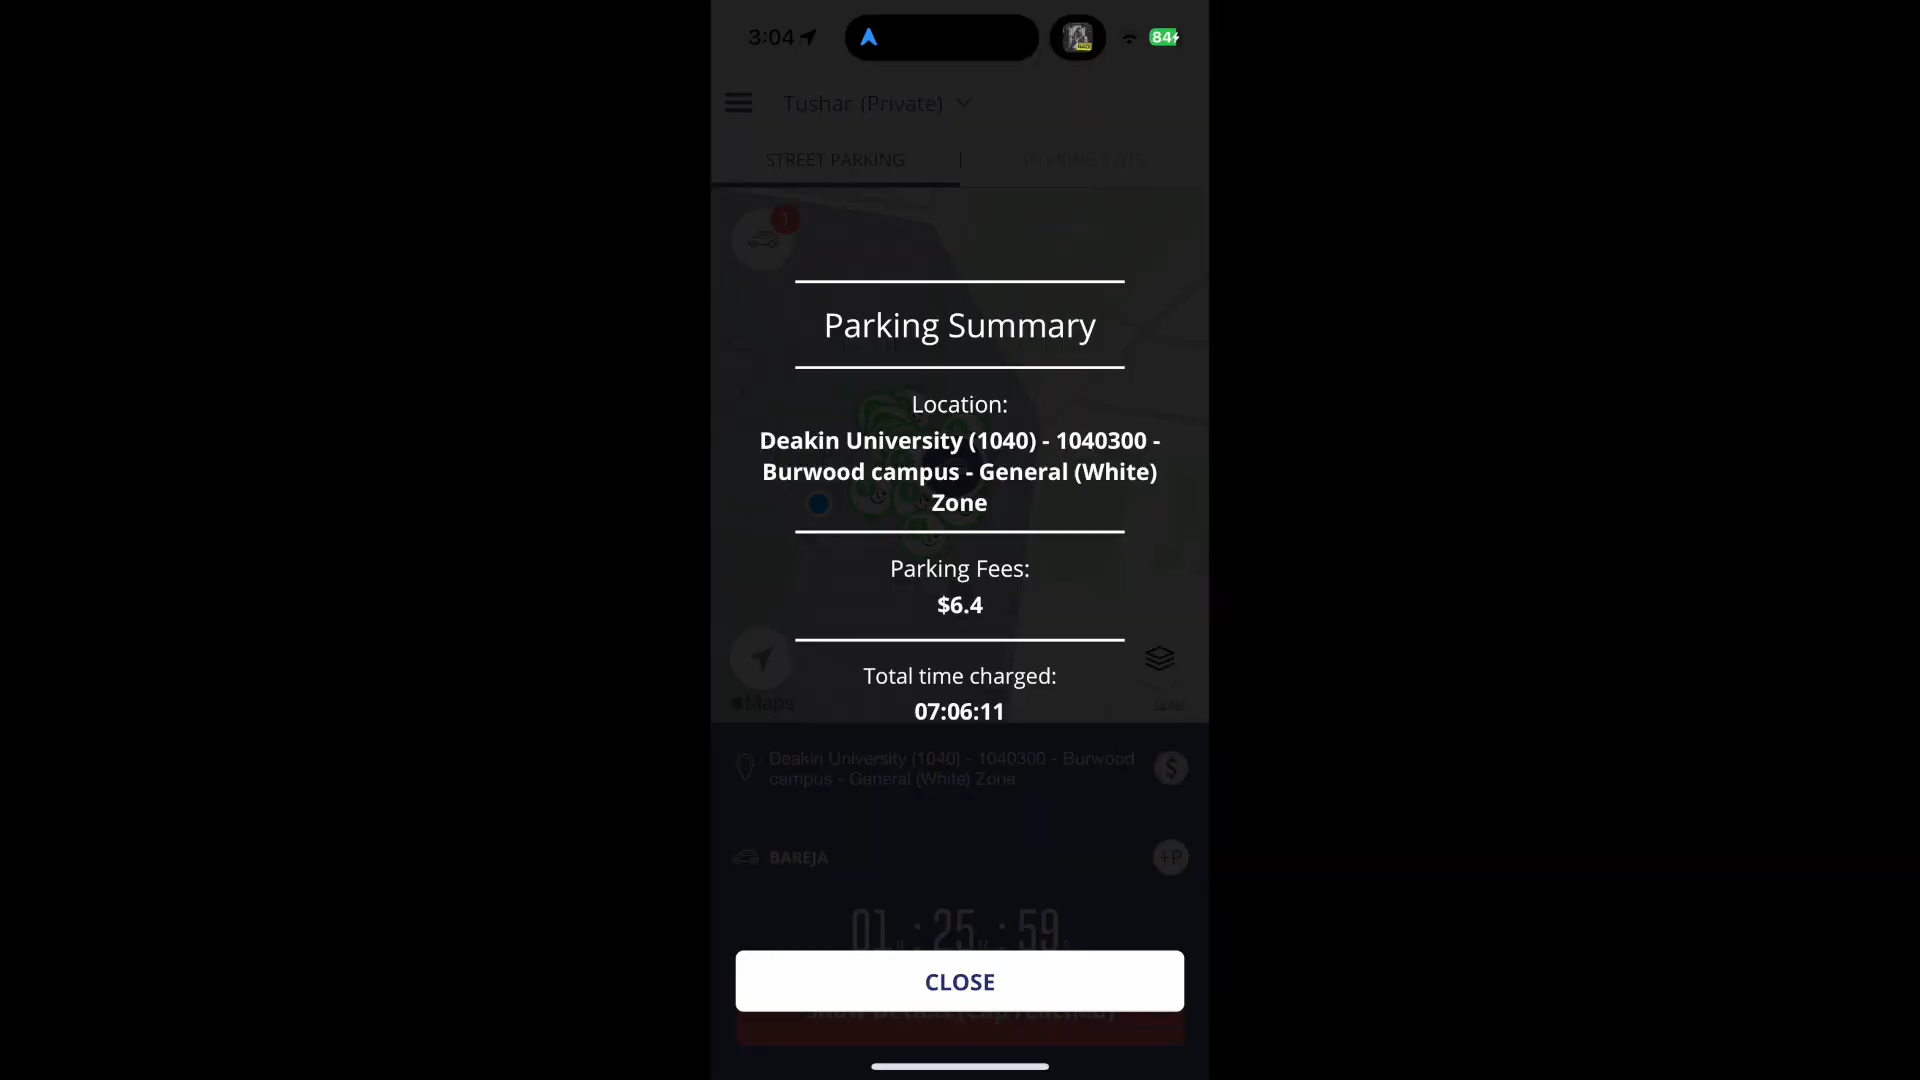 3:04
84
Tushar (Private)
STREET PARKING
1
Parking Summary
Location:
Deakin University (1040) - 1040300 -
Burwood campus - General (White)
Zone
Parking Fees:
$6.4
Total time charged:
07:06:11
Maps
Deakin University (1040) - 1040300 - Burwood
campus - General (White) Zone
$
BAREJA
+P
01 : 25 : 59
CLOSE